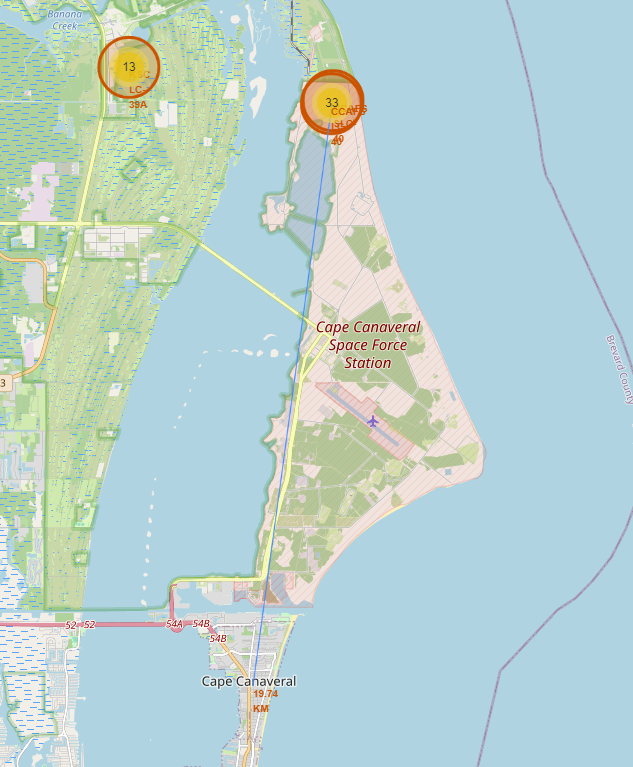 Banana
Creek
13
LC-
39A
33
CCAFS
40
Cape Canaveral
Space Force
Station
Brevard County
3
52
52
54A
54B
54B
Cape Canaveral
19.74
KM